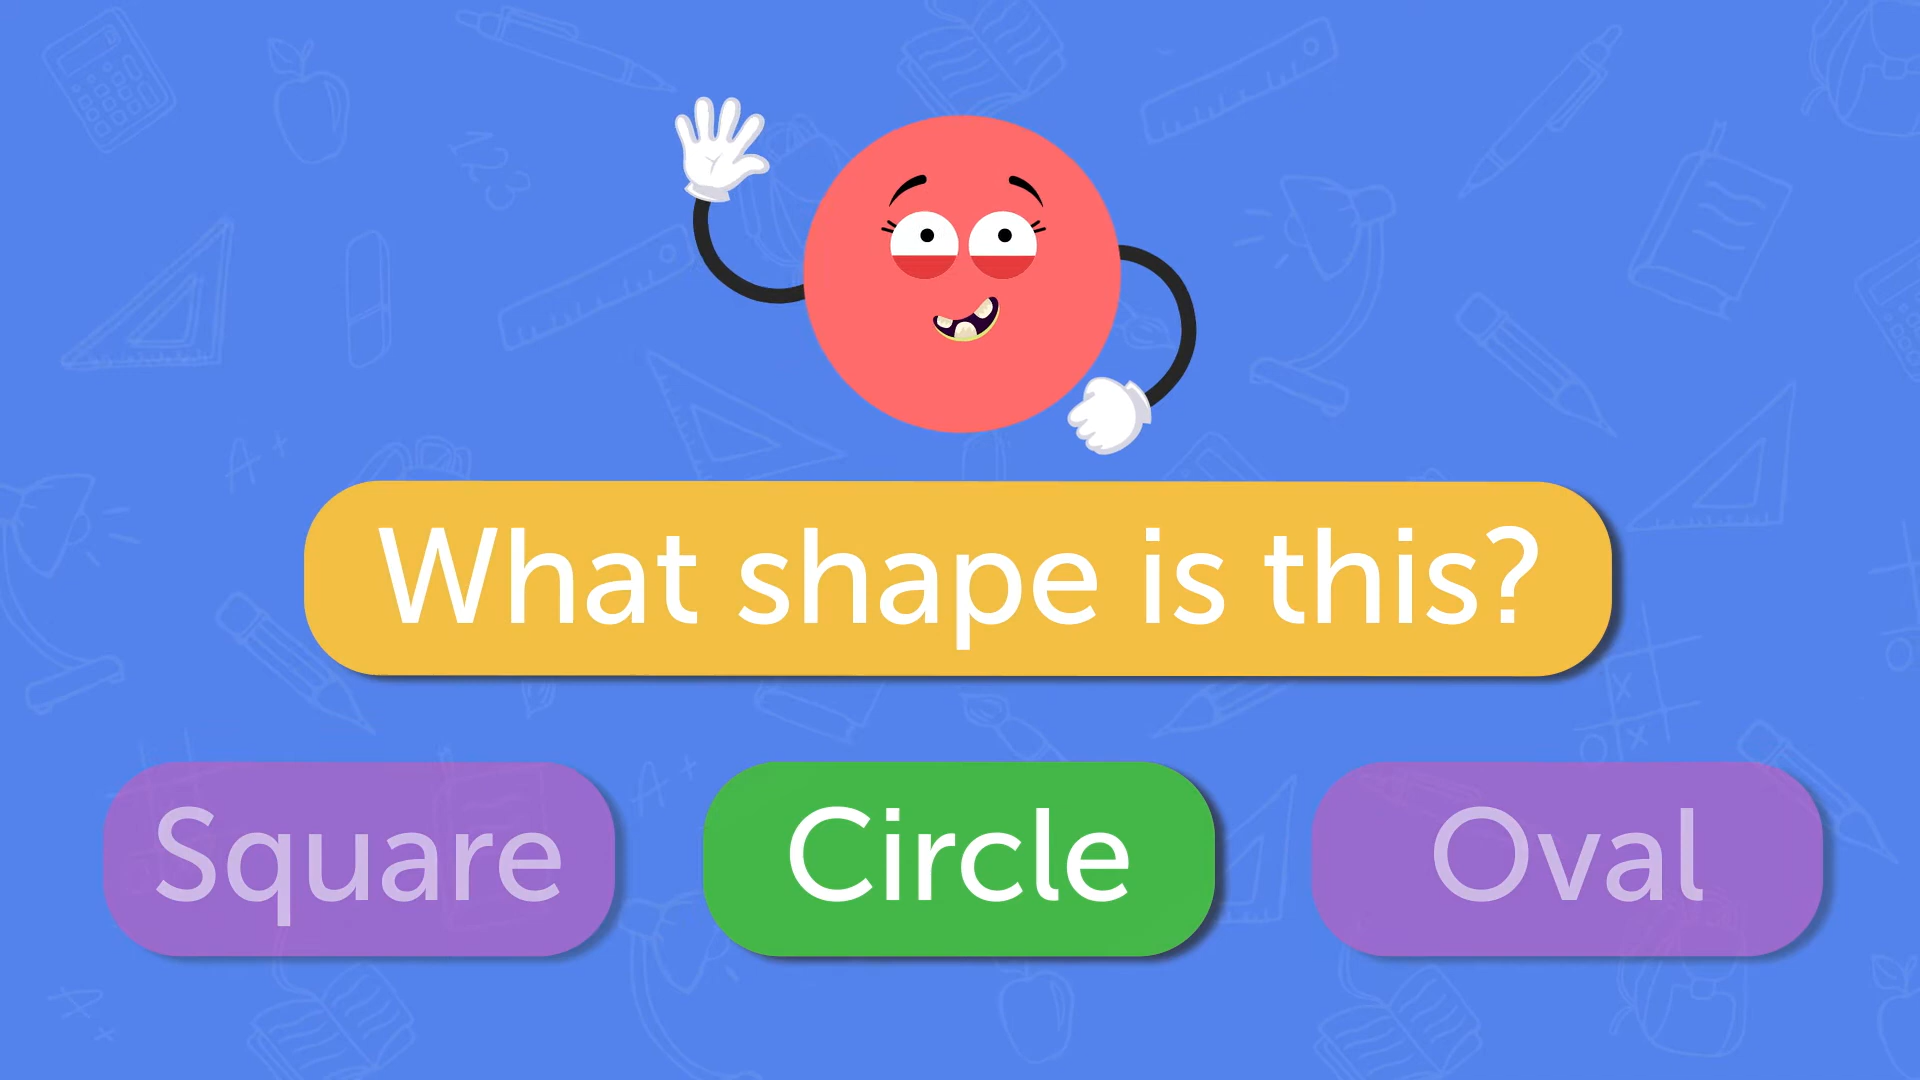 What shape is this?
Square
Circle
Oval